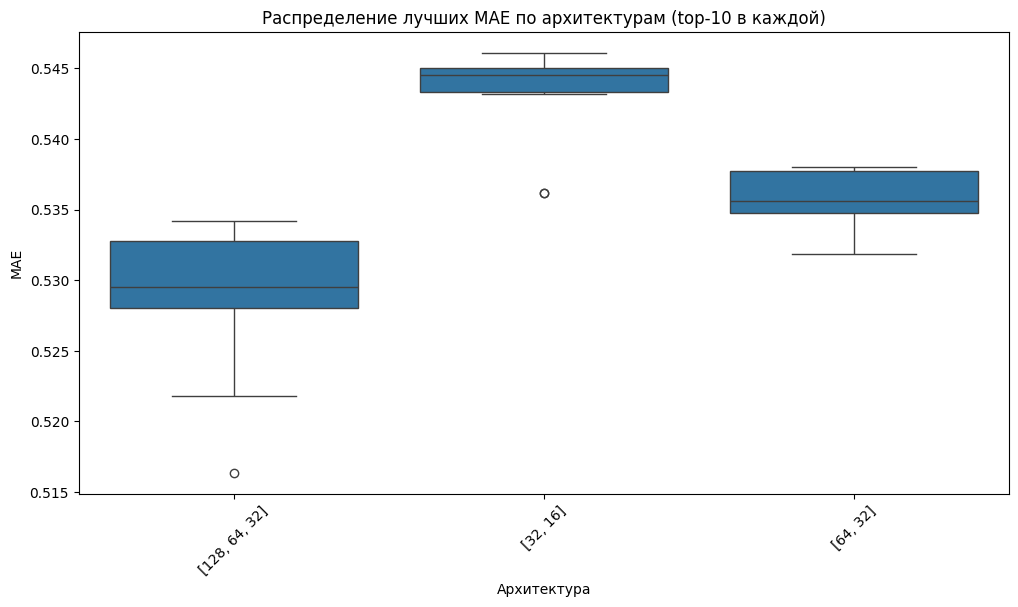 Распределение лучших MAE по архитектурам (top-10 в каждой)
MAE
0.545
0.540
0.535
0.530
0.525
0.520
0.515
[128, 64, 32]
[32, 16]
[64, 32]
Архитектура